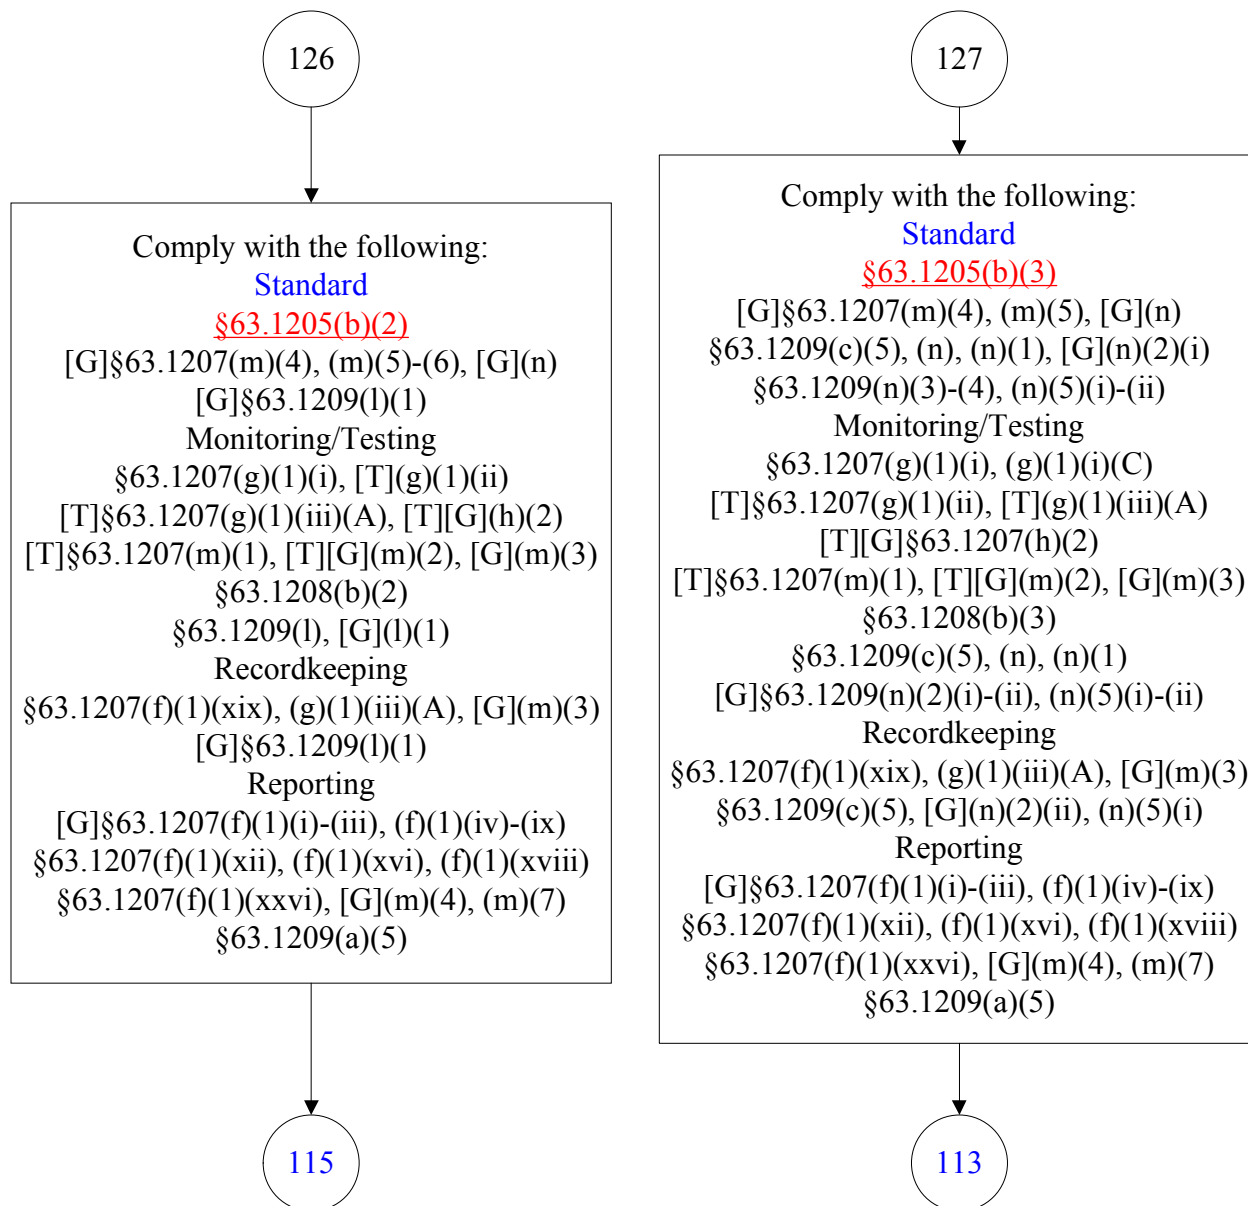 126
Comply with the following:
Standard
§63.1205(b)(2)
[G]§63.1207(m)(4), (m)(5)-(6), [G](n)
[G]§63.1209(l)(1)
Monitoring/Testing
§63.1207(g)(1)(i), [T](g)(1)(ii)
[T]§63.1207(g)(1)(iii)(A), [T][G](h)(2)
[T]§63.1207(m)(1), [T][G](m)(2), [G](m)(3)
§63.1208(b)(2)
§63.1209(l), [G](l)(1)
Recordkeeping
§63.1207(f)(1)(xix), (g)(1)(iii)(A), [G](m)(3)
[G]§63.1209(l)(1)
Reporting
[G]§63.1207(f)(1)(i)-(iii), (f)(1)(iv)-(ix)
§63.1207(f)(1)(xii), (f)(1)(xvi), (f)(1)(xviii)
§63.1207(f)(1)(xxvi), [G](m)(4), (m)(7)
§63.1209(a)(5)
115
127
Comply with the following:
Standard
§63.1205(b)(3)
[G]§63.1207(m)(4), (m)(5), [G](n)
§63.1209(c)(5), (n), (n)(1), [G](n)(2)(i)
§63.1209(n)(3)-(4), (n)(5)(i)-(ii)
Monitoring/Testing
§63.1207(g)(1)(i), (g)(1)(i)(C)
[T]§63.1207(g)(1)(ii), [T](g)(1)(iii)(A)
[T][G]§63.1207(h)(2)
[T]§63.1207(m)(1), [T][G](m)(2), [G](m)(3)
§63.1208(b)(3)
§63.1209(c)(5), (n), (n)(1)
[G]§63.1209(n)(2)(i)-(ii), (n)(5)(i)-(ii)
Recordkeeping
§63.1207(f)(1)(xix), (g)(1)(iii)(A), [G](m)(3)
§63.1209(c)(5), [G](n)(2)(ii), (n)(5)(i)
Reporting
[G]§63.1207(f)(1)(i)-(iii), (f)(1)(iv)-(ix)
§63.1207(f)(1)(xii), (f)(1)(xvi), (f)(1)(xviii)
§63.1207(f)(1)(xxvi), [G](m)(4), (m)(7)
§63.1209(a)(5)
113